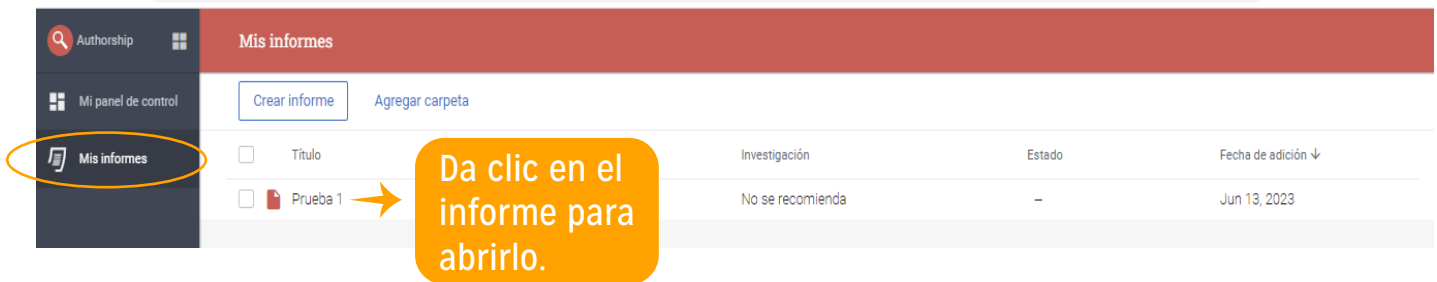 Authorship
Mis informes
Mi panel de control
Crear informe
Agregar carpeta
Mis informes
Título
Investigación
Estado
Fecha de adición
Prueba 1
Da clic en el
informe para
abrirlo.
No se recomienda
–
Jun 13, 2023